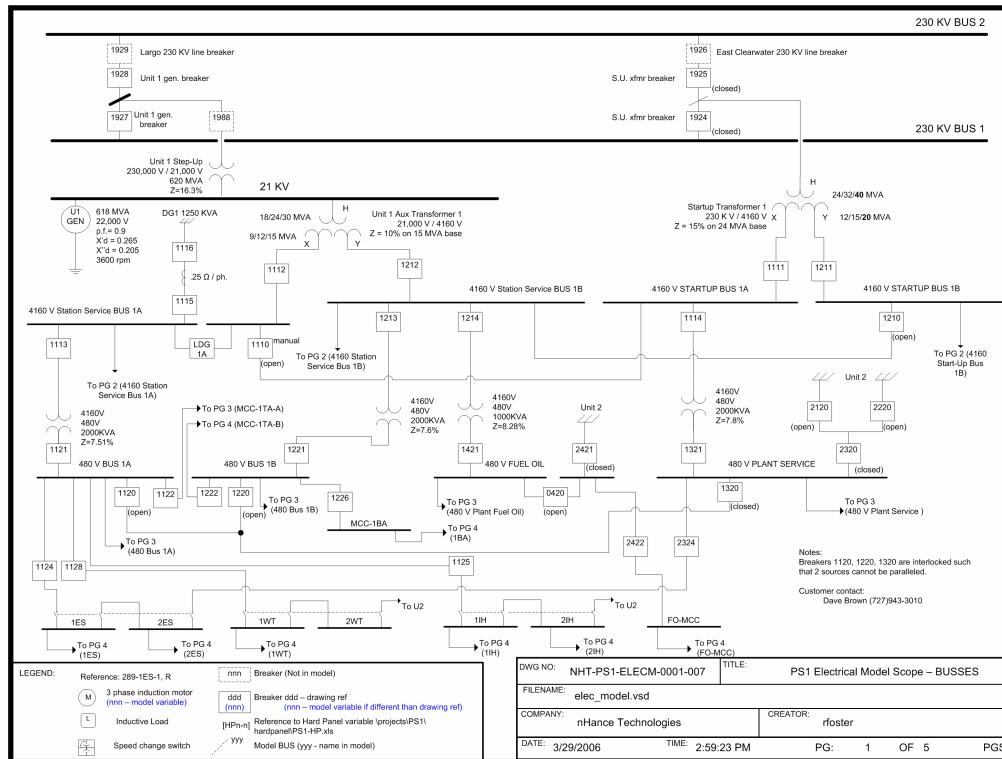 230 KV BUS 2
1929
Largo 230 KV line breaker
1928
Unit 1 gen. breaker
1927
Unit 1 gen.
breaker
1988
1926
East Clearwater 230 KV line breaker
S.U. xfmr breaker
1925
(closed)
S.U. xfmr breaker
1924
(closed)
230 KV BUS 1
Unit 1 Step-Up
230,000 V / 21,000 V
620 MVA
Z=16.3%
21 KV
U1
GEN
618 MVA
22,000 V
p.f.= 0.9
X'd = 0.265
X''d = 0.205
3600 rpm
DG1 1250 KVA
1116
.25 Ω / ph.
1115
18/24/30 MVA
H
Unit 1 Aux Transformer 1
21,000 V / 4160 V
Z = 10% on 15 MVA base
9/12/15 MVA
X
Y
1112
1212
H
24/32/40 MVA
Startup Transformer 1
230 K V / 4160 V
Z = 15% on 24 MVA base
X
Y
12/15/20 MVA
1111
1211
4160 V Station Service BUS 1A
4160 V Station Service BUS 1B
4160 V STARTUP BUS 1A
4160 V STARTUP BUS 1B
1113
LDG
1A
1110
manual
(open)
1213
1214
1114
1210
(open)
To PG 2 (4160 Station
Service Bus 1A)
To PG 2 (4160 Station
Service Bus 1B)
To PG 2 (4160
Start-Up Bus
1B)
4160V
480V
2000KVA
Z=7.51%
To PG 3 (MCC-1TA-A)
To PG 4 (MCC-1TA-B)
4160V
480V
2000KVA
Z=7.6%
4160V
480V
1000KVA
Z=8.28%
Unit 2
4160V
480V
2000KVA
Z=7.8%
Unit 2
2120
(open)
2220
(open)
1121
1221
1421
2421
(closed)
1321
2320
(closed)
480 V BUS 1A
480 V BUS 1B
480 V FUEL OIL
480 V PLANT SERVICE
1120
(open)
1122
1222
1220
(open)
To PG 3
(480 Bus 1B)
1226
To PG 3
(480 V Plant Fuel Oil)
0420
(open)
1320
(closed)
To PG 3
(480 V Plant Service )
MCC-1BA
To PG 4
(1BA)
To PG 3
(480 Bus 1A)
2422
2324
1124
1128
1125
Notes:
Breakers 1120, 1220, 1320 are interlocked such
that 2 sources cannot be paralleled.
Customer contact:
Dave Brown (727)943-3010
To U2
To U2
1ES
2ES
1WT
2WT
1IH
2IH
FO-MCC
To PG 4
(1ES)
To PG 4
(2ES)
To PG 4
(1WT)
To PG 4
(1IH)
To PG 4
(2IH)
To PG 4
(FO-MCC)
LEGEND:
Reference: 289-1ES-1, R
M
3 phase induction motor
(nnn – model variable)
L
Inductive Load
Speed change switch
nnn
Breaker (Not in model)
ddd
(nnn)
Breaker ddd – drawing ref
(nnn – model variable if different than drawing ref)
[HPn-n]
Reference to Hard Panel variable \projects\PS1\
hardpanel\PS1-HP.xls
yyy
Model BUS (yyy - name in model)
DWG NO: NHT-PS1-ELECM-0001-007
TITLE: PS1 Electrical Model Scope – BUSSES
FILENAME: elec_model.vsd
COMPANY: nHance Technologies
CREATOR: rfoster
DATE: 3/29/2006 TIME: 2:59:23 PM PG: 1 OF 5 PGS